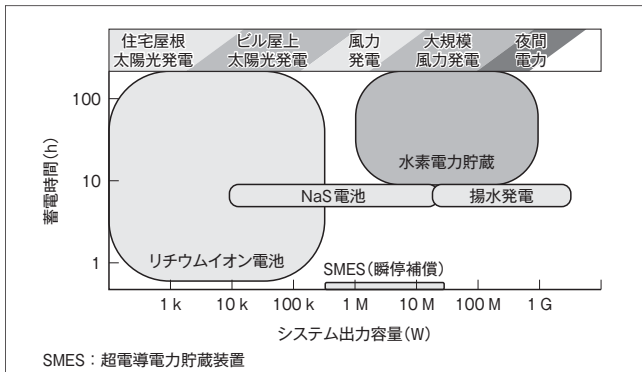 住宅屋根
太陽光発電
ビル屋上
太陽光発電
風力
発電
大規模
風力発電
夜間
電力
蓄電時間(h)
100
10
1
水素電力貯蔵
NaS電池
揚水発電
リチウムイオン電池
SMES(瞬停補償)
1 k
10 k
100 k
1 M
10 M
100 M
1 G
システム出力容量(W)
SMES:超電導電力貯蔵装置